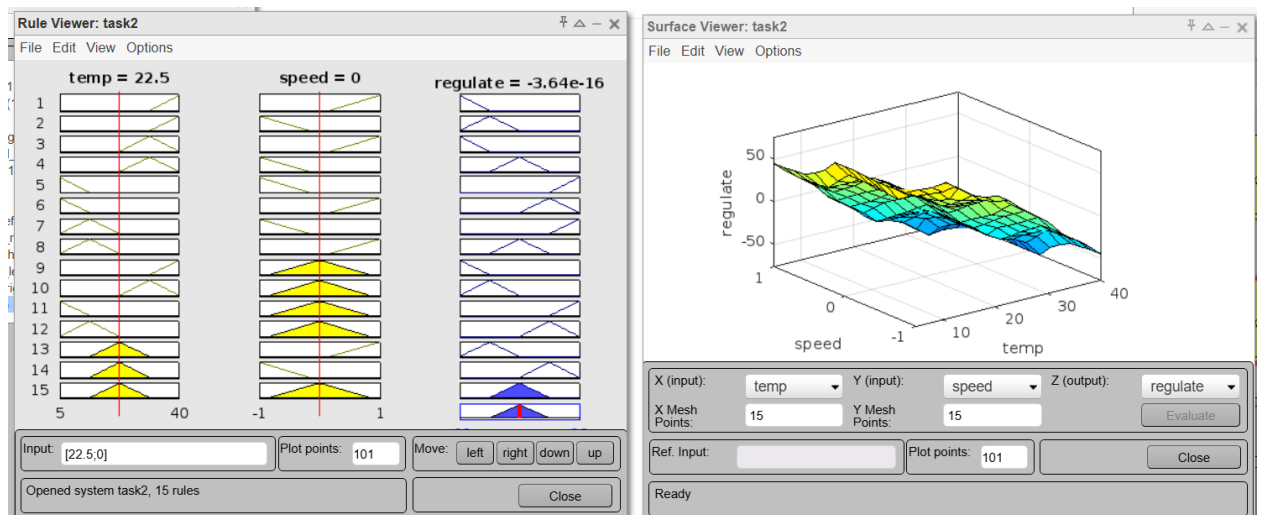 Rule Viewer: task2
File Edit View Options
temp = 22.5
speed = 0
regulate = -3.64e-16
1
2
3
4
5
6
7
8
9
10
11
12
13
14
15
5 40
-1 1
Input: [22.5;0]
Plot points: 101
Move: left right down up
Opened system task2, 15 rules
Close
Surface Viewer: task2
File Edit View Options
regulate
50
0
-50
1
0
-1
speed
10
20
30
40
temp
X (input): temp
Y (input): speed
Z (output): regulate
X Mesh Points: 15
Y Mesh Points: 15
Evaluate
Ref. Input:
Plot points: 101
Close
Ready